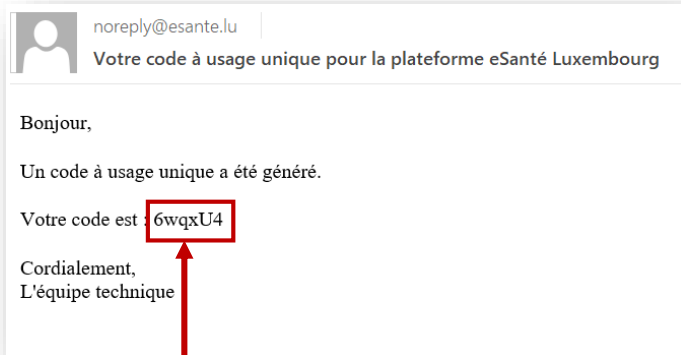 noreply@esante.lu
Votre code à usage unique pour la plateforme eSanté Luxembourg
Bonjour,
Un code à usage unique a été généré.
Votre code est : 6wqxU4
Cordialement,
L'équipe technique